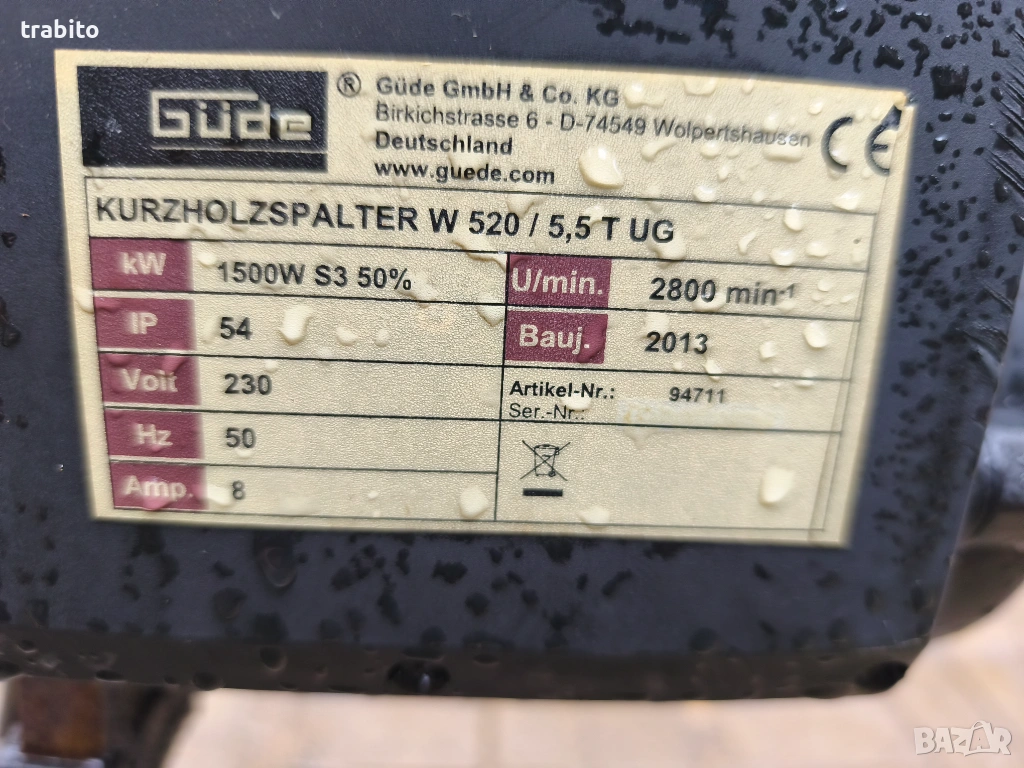 trabito
Güde ® Güde GmbH & Co. KG
Birkichstrasse 6 - D-74549 Wolpertshausen
Deutschland
www.guede.com
CE
KURZHOLZSPALTER W 520 / 5,5 T UG
kW 1500W S3 50% U/min. 2800 min-¹
IP 54 Bauj. 2013
Volt 230 Artikel-Nr.: 94711
Ser.-Nr.:
Hz 50
Amp. 8
BAZAR